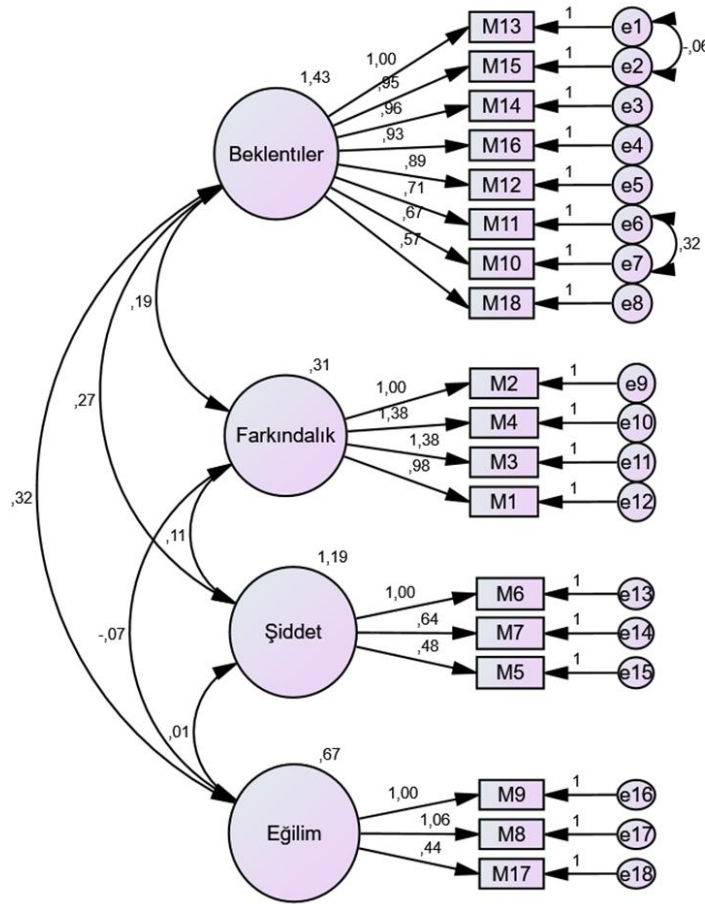 M13 1 e1
1,00
-,06
1,43 ,95 M15 1 e2
,96 M14 1 e3
Beklentıler ,93 M16 1 e4
,89 M12 1 e5
,71 M11 1 e6
,67 M10 1 e7 ,32
,57 M18 1 e8
,19
,31
1,00 M2 1 e9
,27
1,38 M4 1 e10
Farkındalık 1,38 M3 1 e11
,98 M1 1 e12
,32
,11
1,19
1,00 M6 1 e13
-,07 Şiddet ,64 M7 1 e14
,48 M5 1 e15
,01
,67
1,00 M9 1 e16
Eğilim 1,06 M8 1 e17
,44 M17 1 e18